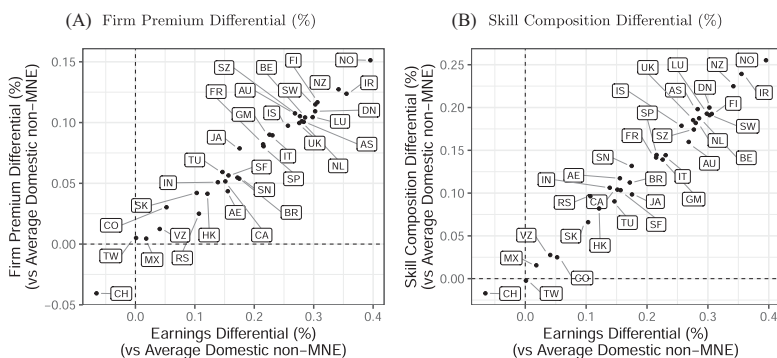 (A) Firm Premium Differential (%)
Firm Premium Differential (%)
(vs Average Domestic non−MNE)
0.15
0.10
0.05
0.00
−0.05
NO
FI
BE
SZ
NZ
IR
AU
SW
FR
IS
DN
GM
LU
JA
AS
IT
UK
TU
SF
NL
SP
IN
SN
SK
BR
CO
AE
CA
VZ
HK
TW
MX
RS
CH
0.0
0.1
0.2
0.3
0.4
Earnings Differential (%)
(vs Average Domestic non−MNE)
(B) Skill Composition Differential (%)
Skill Composition Differential (%)
(vs Average Domestic non−MNE)
0.25
0.20
0.15
0.10
0.05
0.00
NO
NZ
LU
UK
DN
IR
AS
FI
IS
SP
SW
FR
SZ
NL
SN
BE
AU
AE
IT
IN
BR
GM
RS
CA
JA
TU
SF
SK
HK
VZ
MX
GO
CH
TW
0.0
0.1
0.2
0.3
0.4
Earnings Differential (%)
(vs Average Domestic non−MNE)